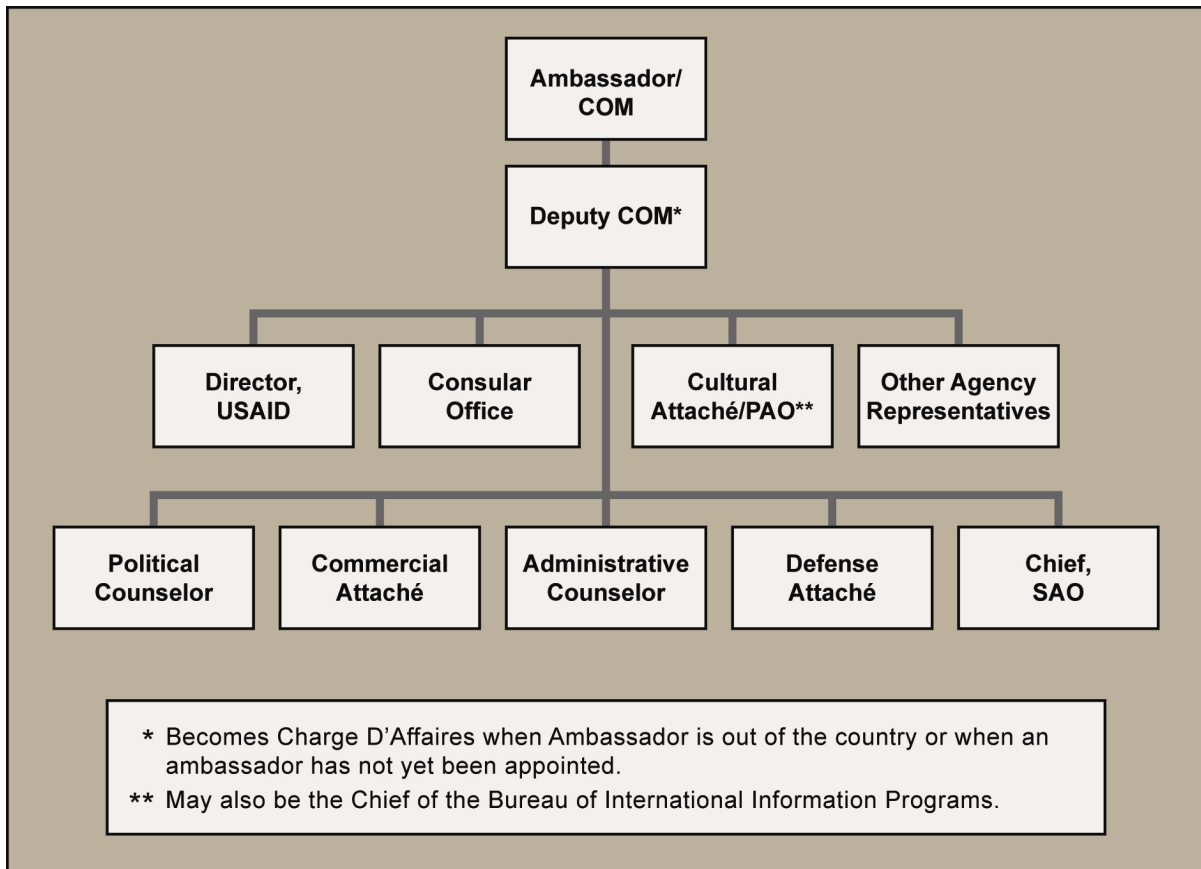 Ambassador/
COM
Deputy COM*
Director,
USAID
Consular
Office
Cultural
Attaché/PAO**
Other Agency
Representatives
Political
Counselor
Commercial
Attaché
Administrative
Counselor
Defense
Attaché
Chief,
SAO
* Becomes Charge D’Affaires when Ambassador is out of the country or when an
ambassador has not yet been appointed.
** May also be the Chief of the Bureau of International Information Programs.